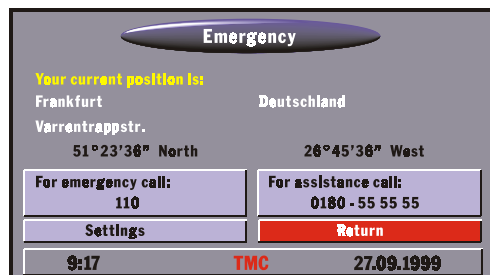 Emergency
Your current position is:
Frankfurt Deutschland
Varrentrappstr.
51°23'36" North 26°45'36" West
For emergency call: For assistance call:
110 0180 - 55 55 55
Settings Return
9:17 TMC 27.09.1999